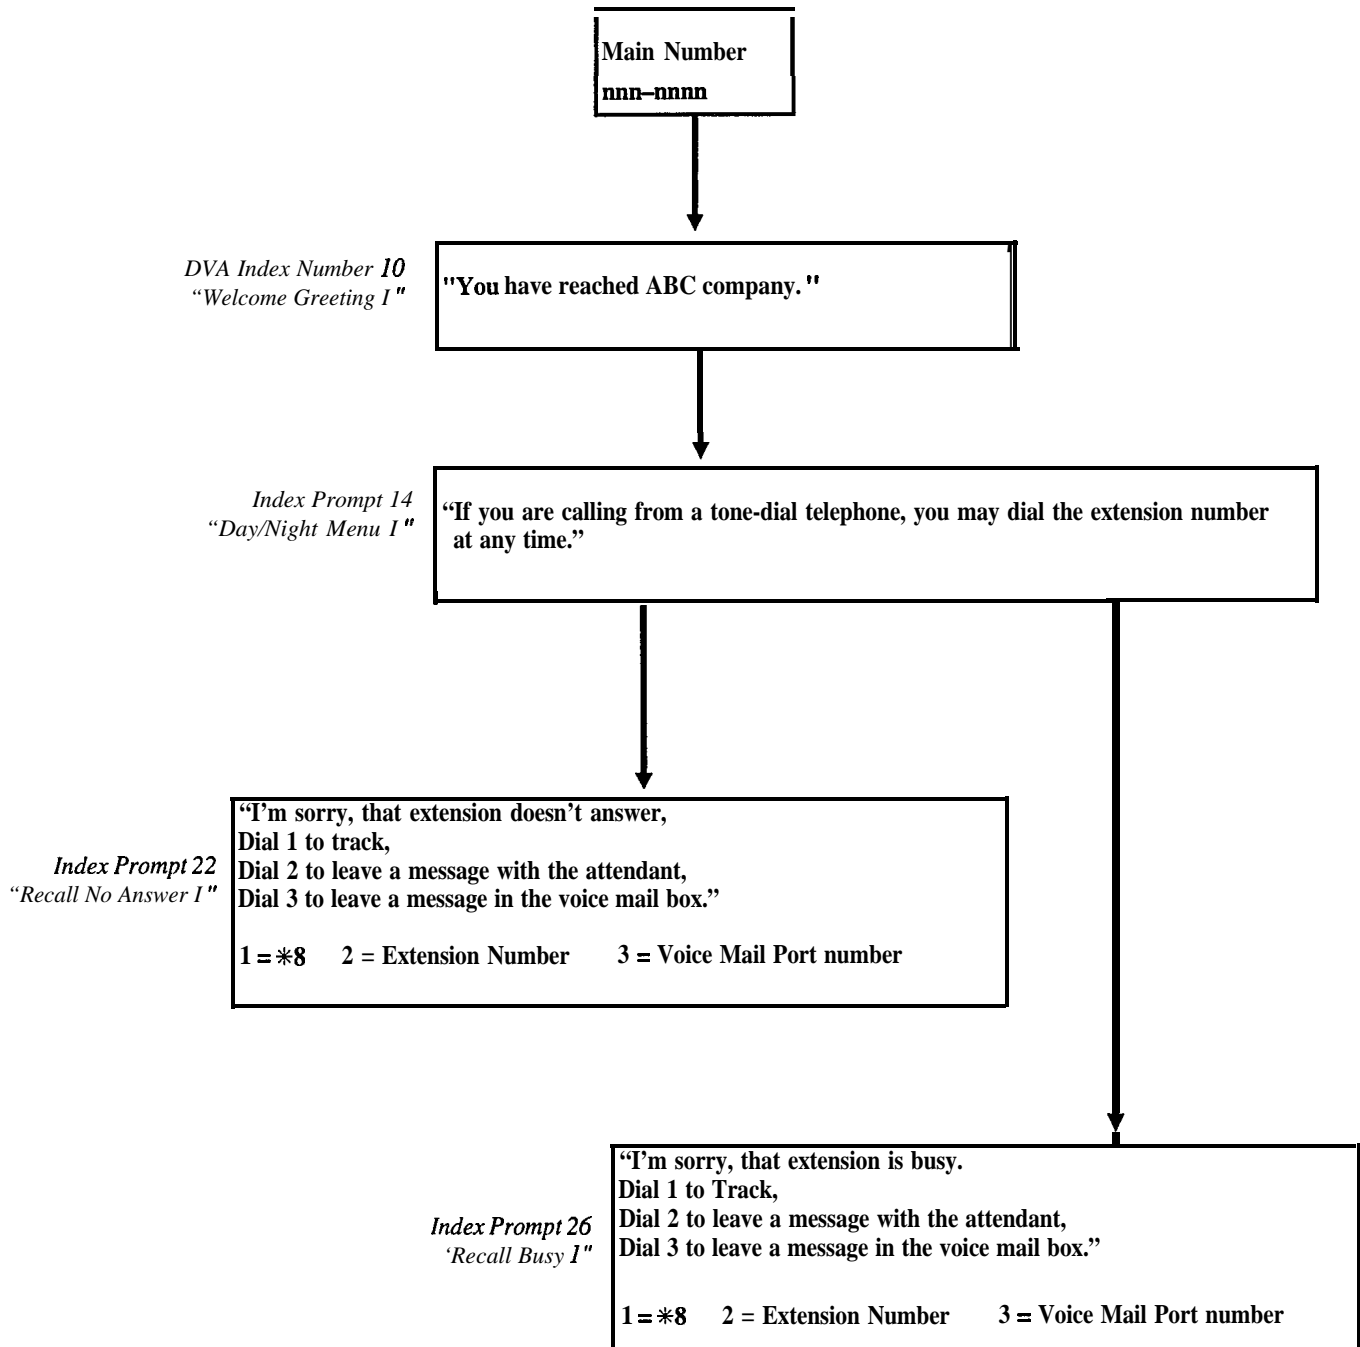 Main Number
nnn–nnnn
DVA Index Number 10
“Welcome Greeting I"
"You have reached ABC company."
Index Prompt 14
“Day/Night Menu I"
“If you are calling from a tone-dial telephone, you may dial the extension number
at any time.”
“I’m sorry, that extension doesn’t answer,
Dial 1 to track,
Dial 2 to leave a message with the attendant,
Dial 3 to leave a message in the voice mail box.”
Index Prompt 22
“Recall No Answer I"
1 = *8 2 = Extension Number 3 = Voice Mail Port number
“I’m sorry, that extension is busy.
Dial 1 to Track,
Dial 2 to leave a message with the attendant,
Dial 3 to leave a message in the voice mail box.”
Index Prompt 26
‘Recall Busy 1"
1 = *8 2 = Extension Number 3 = Voice Mail Port number